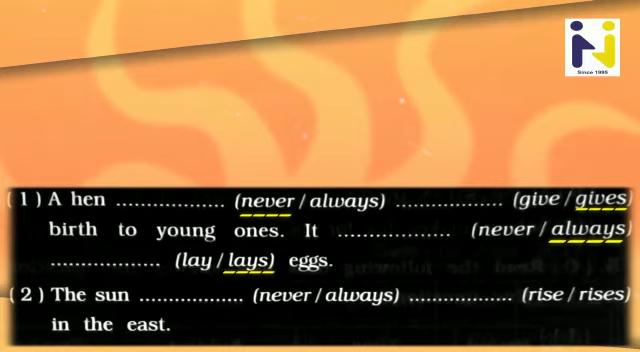 Since 1995
( 1 ) A hen .................. (never / always) .................. (give / gives)
birth to young ones. It .................. (never / always)
.................. (lay / lays) eggs.
( 2 ) The sun .................. (never / always) .................. (rise / rises)
in the east.